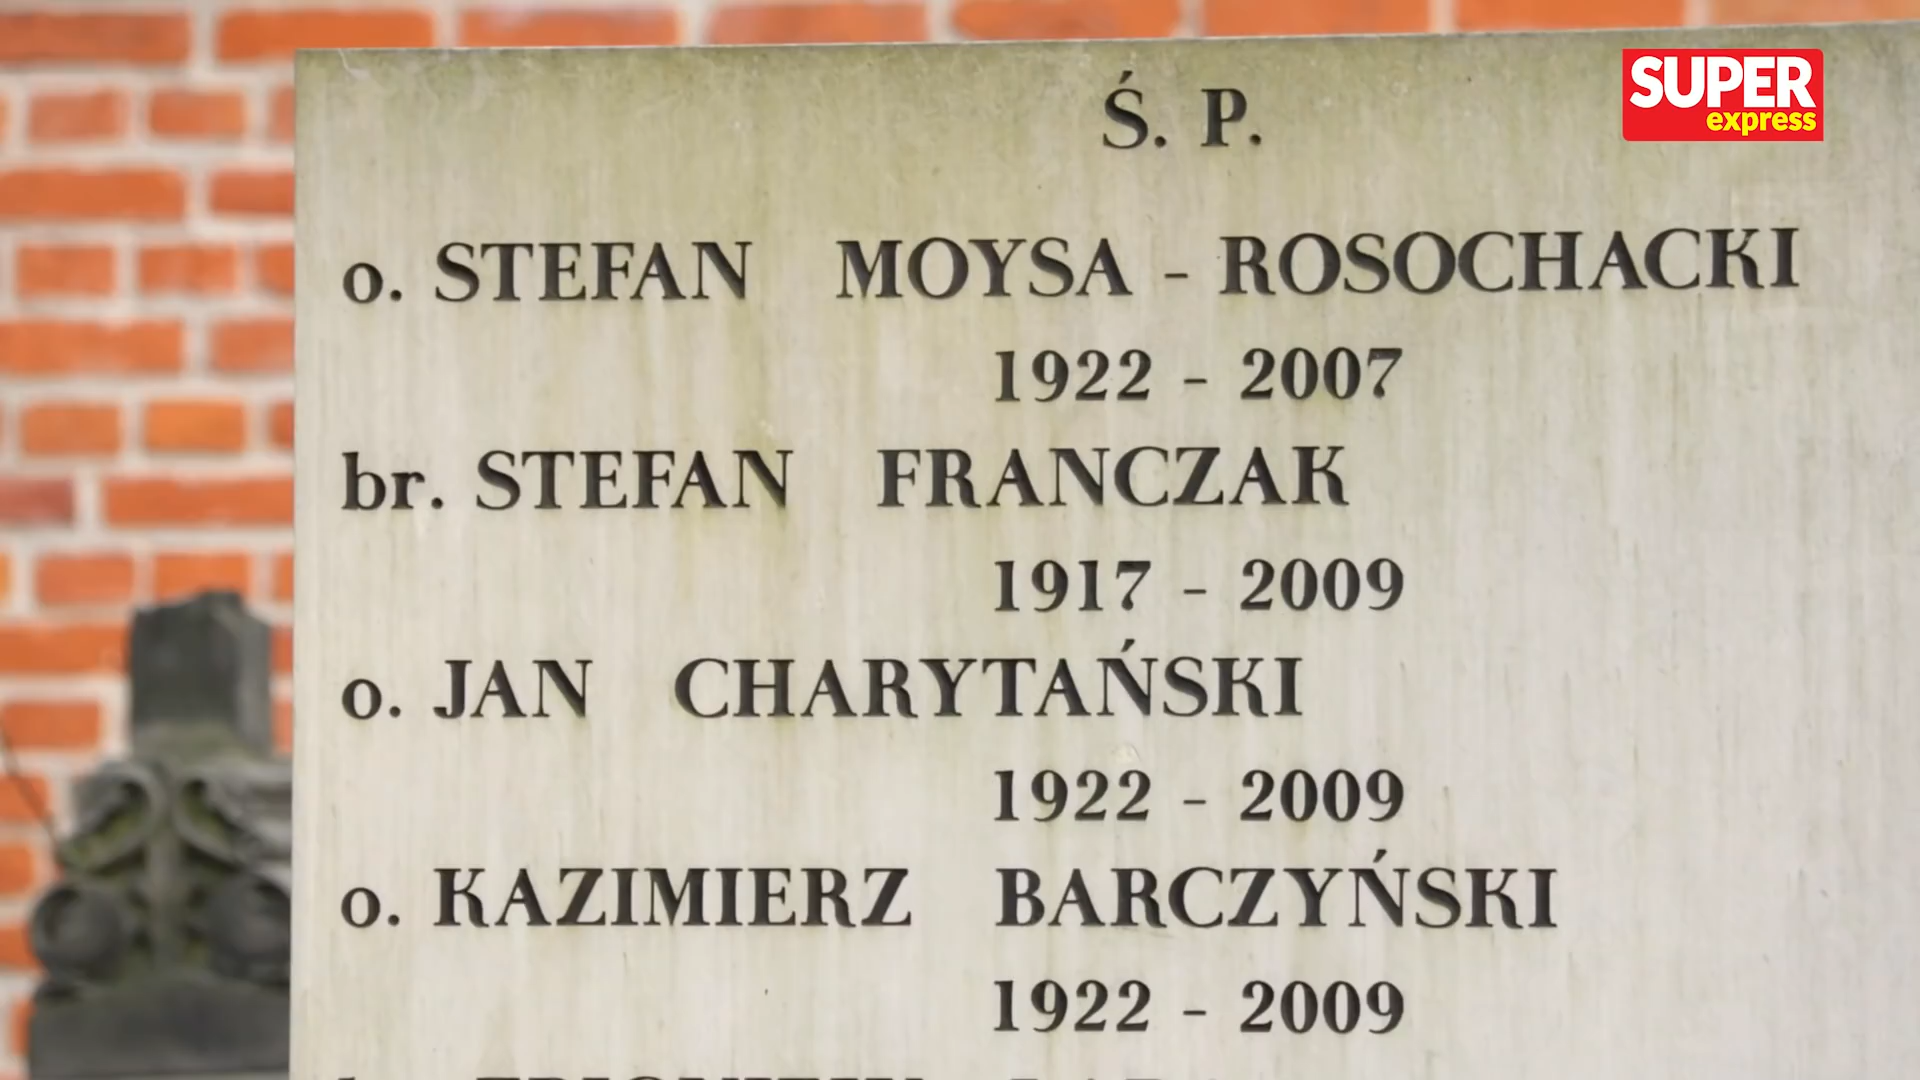 SUPER
express
Ś. P.
o. STEFAN MOYSA - ROSOCHACKI
1922 - 2007
br. STEFAN FRANCZAK
1917 - 2009
o. JAN CHARYTAŃSKI
1922 - 2009
o. KAZIMIERZ BARCZYŃSKI
1922 - 2009